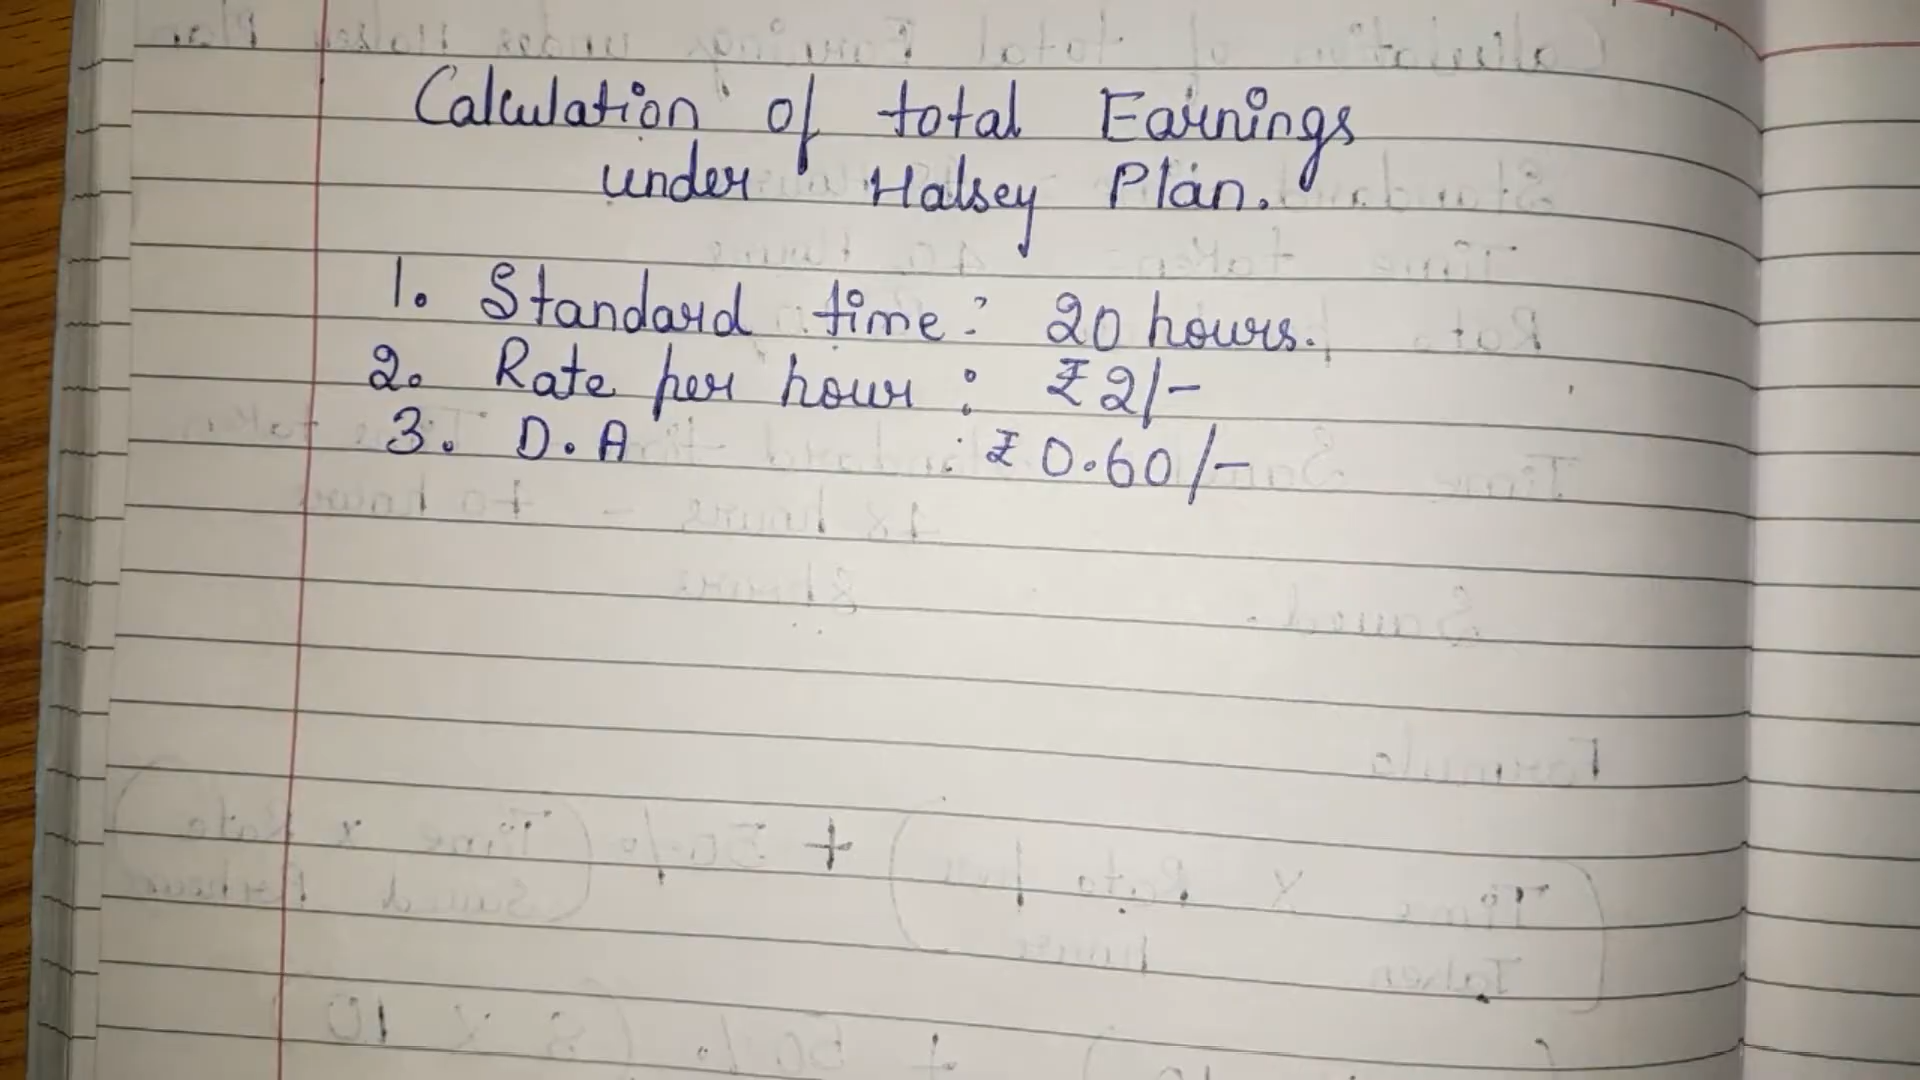 Calculation of total Earnings
under Halsey Plan.
1. Standard time: 20 hours.
2. Rate per hour : ₹2/-
3. D.A : ₹0.60/-